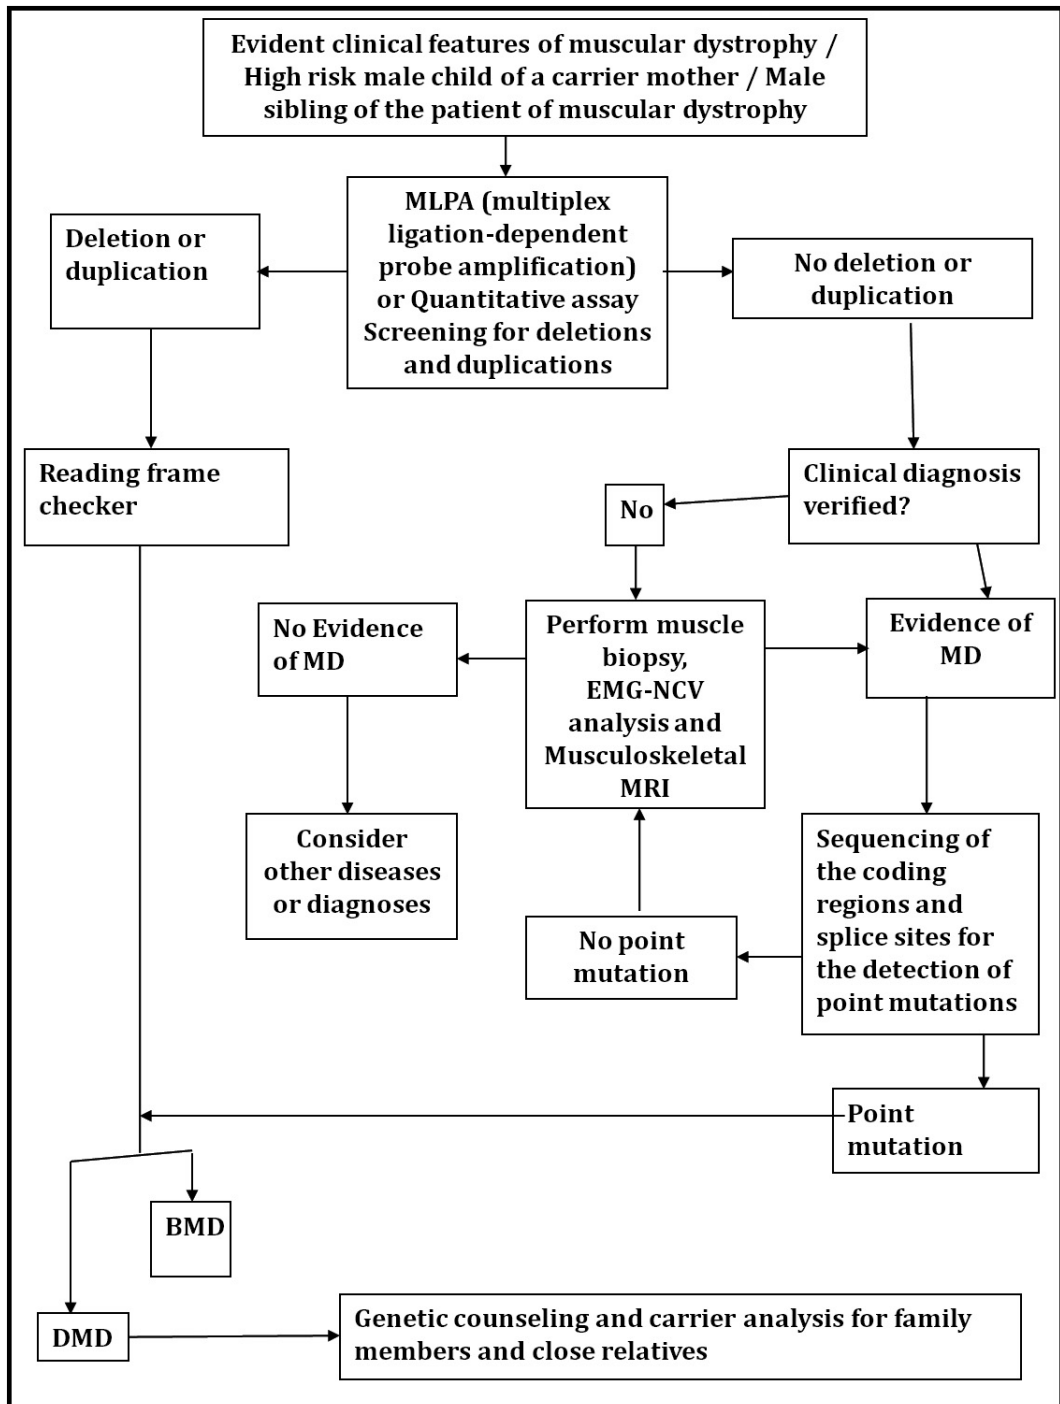 Evident clinical features of muscular dystrophy /
High risk male child of a carrier mother / Male
sibling of the patient of muscular dystrophy
MLPA (multiplex
ligation-dependent
probe amplification)
or Quantitative assay
Screening for deletions
and duplications
Deletion or
duplication
No deletion or
duplication
Reading frame
checker
Clinical diagnosis
verified?
No
No Evidence
of MD
Perform muscle
biopsy,
EMG-NCV
analysis and
Musculoskeletal
MRI
Evidence of
MD
Consider
other diseases
or diagnoses
Sequencing of
the coding
regions and
splice sites for
the detection of
point mutations
No point
mutation
Point
mutation
BMD
DMD
Genetic counseling and carrier analysis for family
members and close relatives